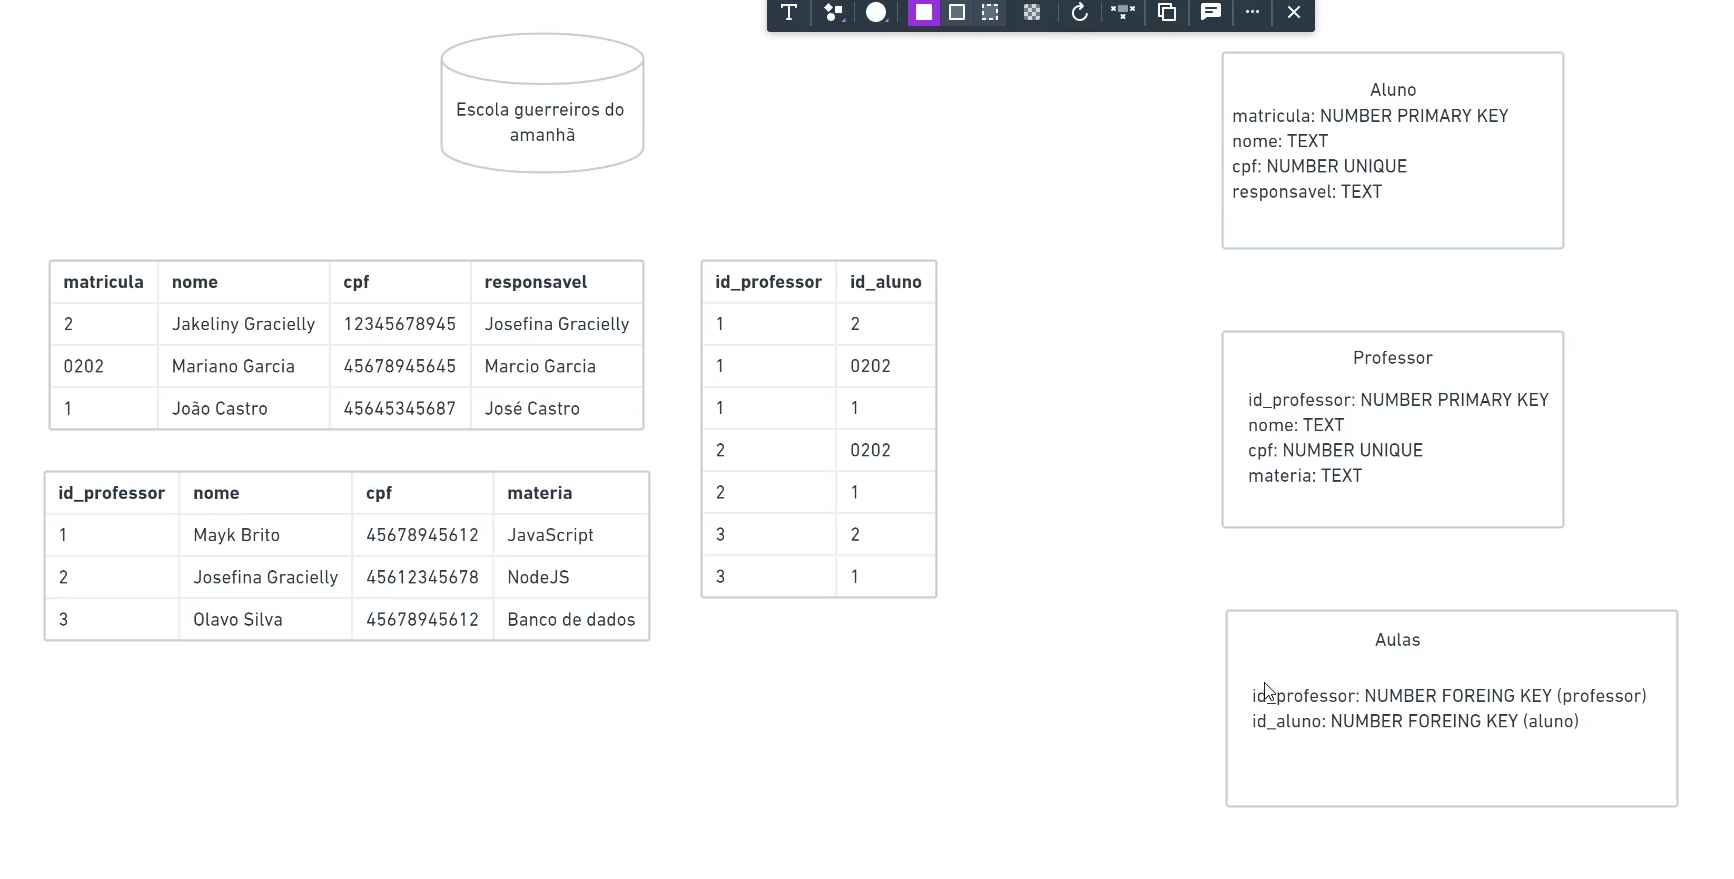 Escola guerreiros do
amanhã
matricula nome cpf responsavel
2 Jakeliny Gracielly 12345678945 Josefina Gracielly
0202 Mariano Garcia 45678945645 Marcio Garcia
1 João Castro 45645345687 José Castro
id_professor nome cpf materia
1 Mayk Brito 45678945612 JavaScript
2 Josefina Gracielly 45612345678 NodeJS
3 Olavo Silva 45678945612 Banco de dados
id_professor id_aluno
1 2
1 0202
1 1
2 0202
2 1
3 2
3 1
Aluno
matricula: NUMBER PRIMARY KEY
nome: TEXT
cpf: NUMBER UNIQUE
responsavel: TEXT
Professor
id_professor: NUMBER PRIMARY KEY
nome: TEXT
cpf: NUMBER UNIQUE
materia: TEXT
Aulas
id_professor: NUMBER FOREING KEY (professor)
id_aluno: NUMBER FOREING KEY (aluno)